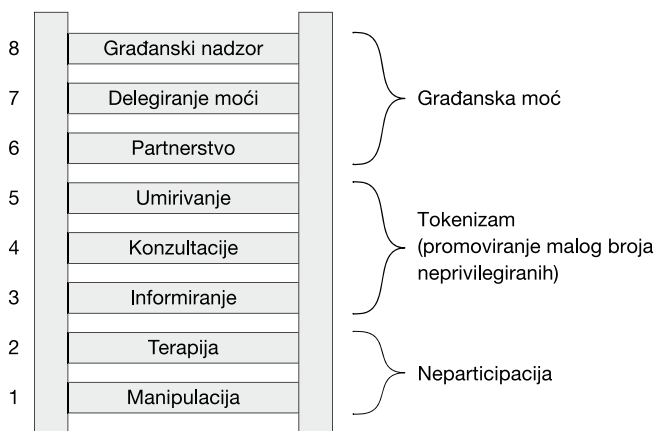 8 Građanski nadzor
7 Delegiranje moći
Građanska moć
6 Partnerstvo
5 Umirivanje
Tokenizam
4 Konzultacije
(promoviranje malog broja
neprivilegiranih)
3 Informiranje
2 Terapija
Neparticipacija
1 Manipulacija